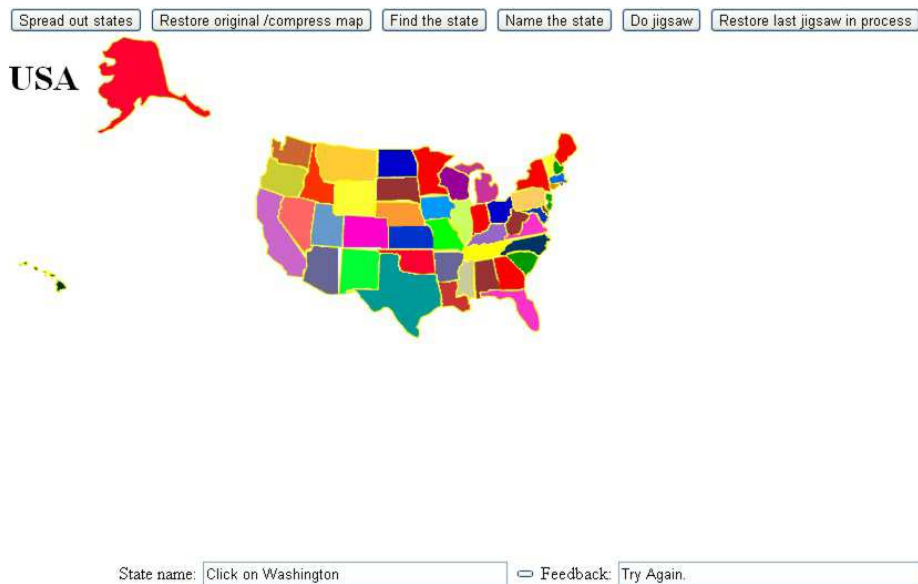 Spread out states Restore original /compress map Find the state Name the state Do jigsaw Restore last jigsaw in process
USA
State name: Click on Washington Feedback: Try Again.